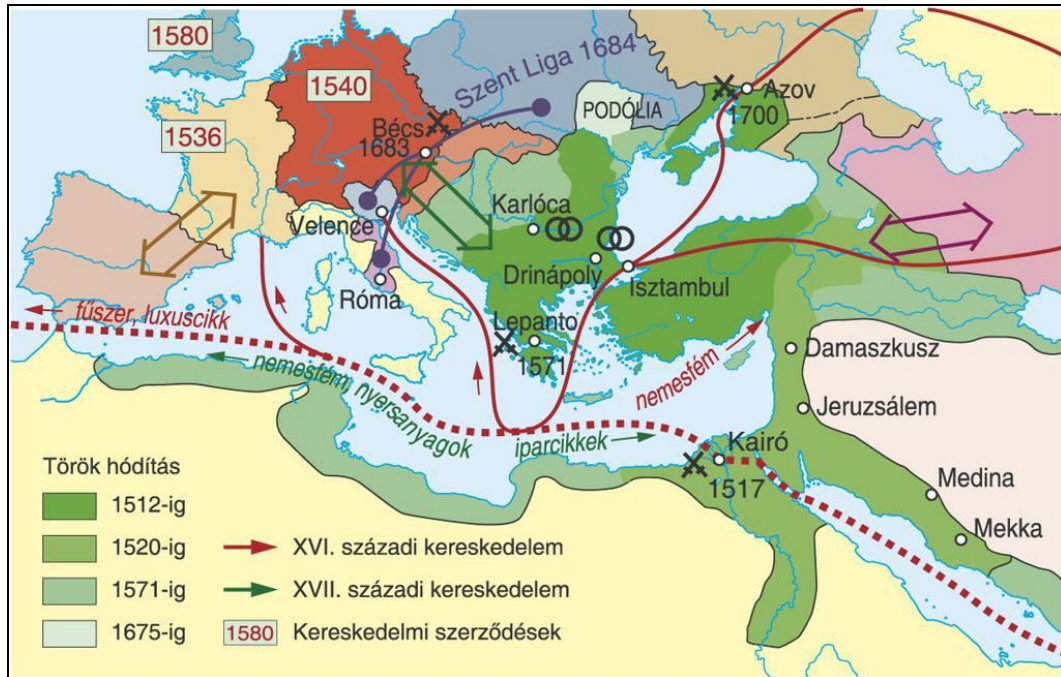 1580
1540
1536
Szent Liga 1684
PODÓLIA
Azov
1700
Bécs
1683
Karlóca
Velence
Drinápoly
Isztambul
Róma
Lepanto
1571
fűszer, luxuscikk
nemesfém, nyersanyagok
iparcikkek
nemesfém
Damaszkusz
Jeruzsálem
Kairó
1517
Medina
Mekka
Török hódítás
1512-ig
1520-ig
XVI. századi kereskedelem
1571-ig
XVII. századi kereskedelem
1675-ig
1580 Kereskedelmi szerződések